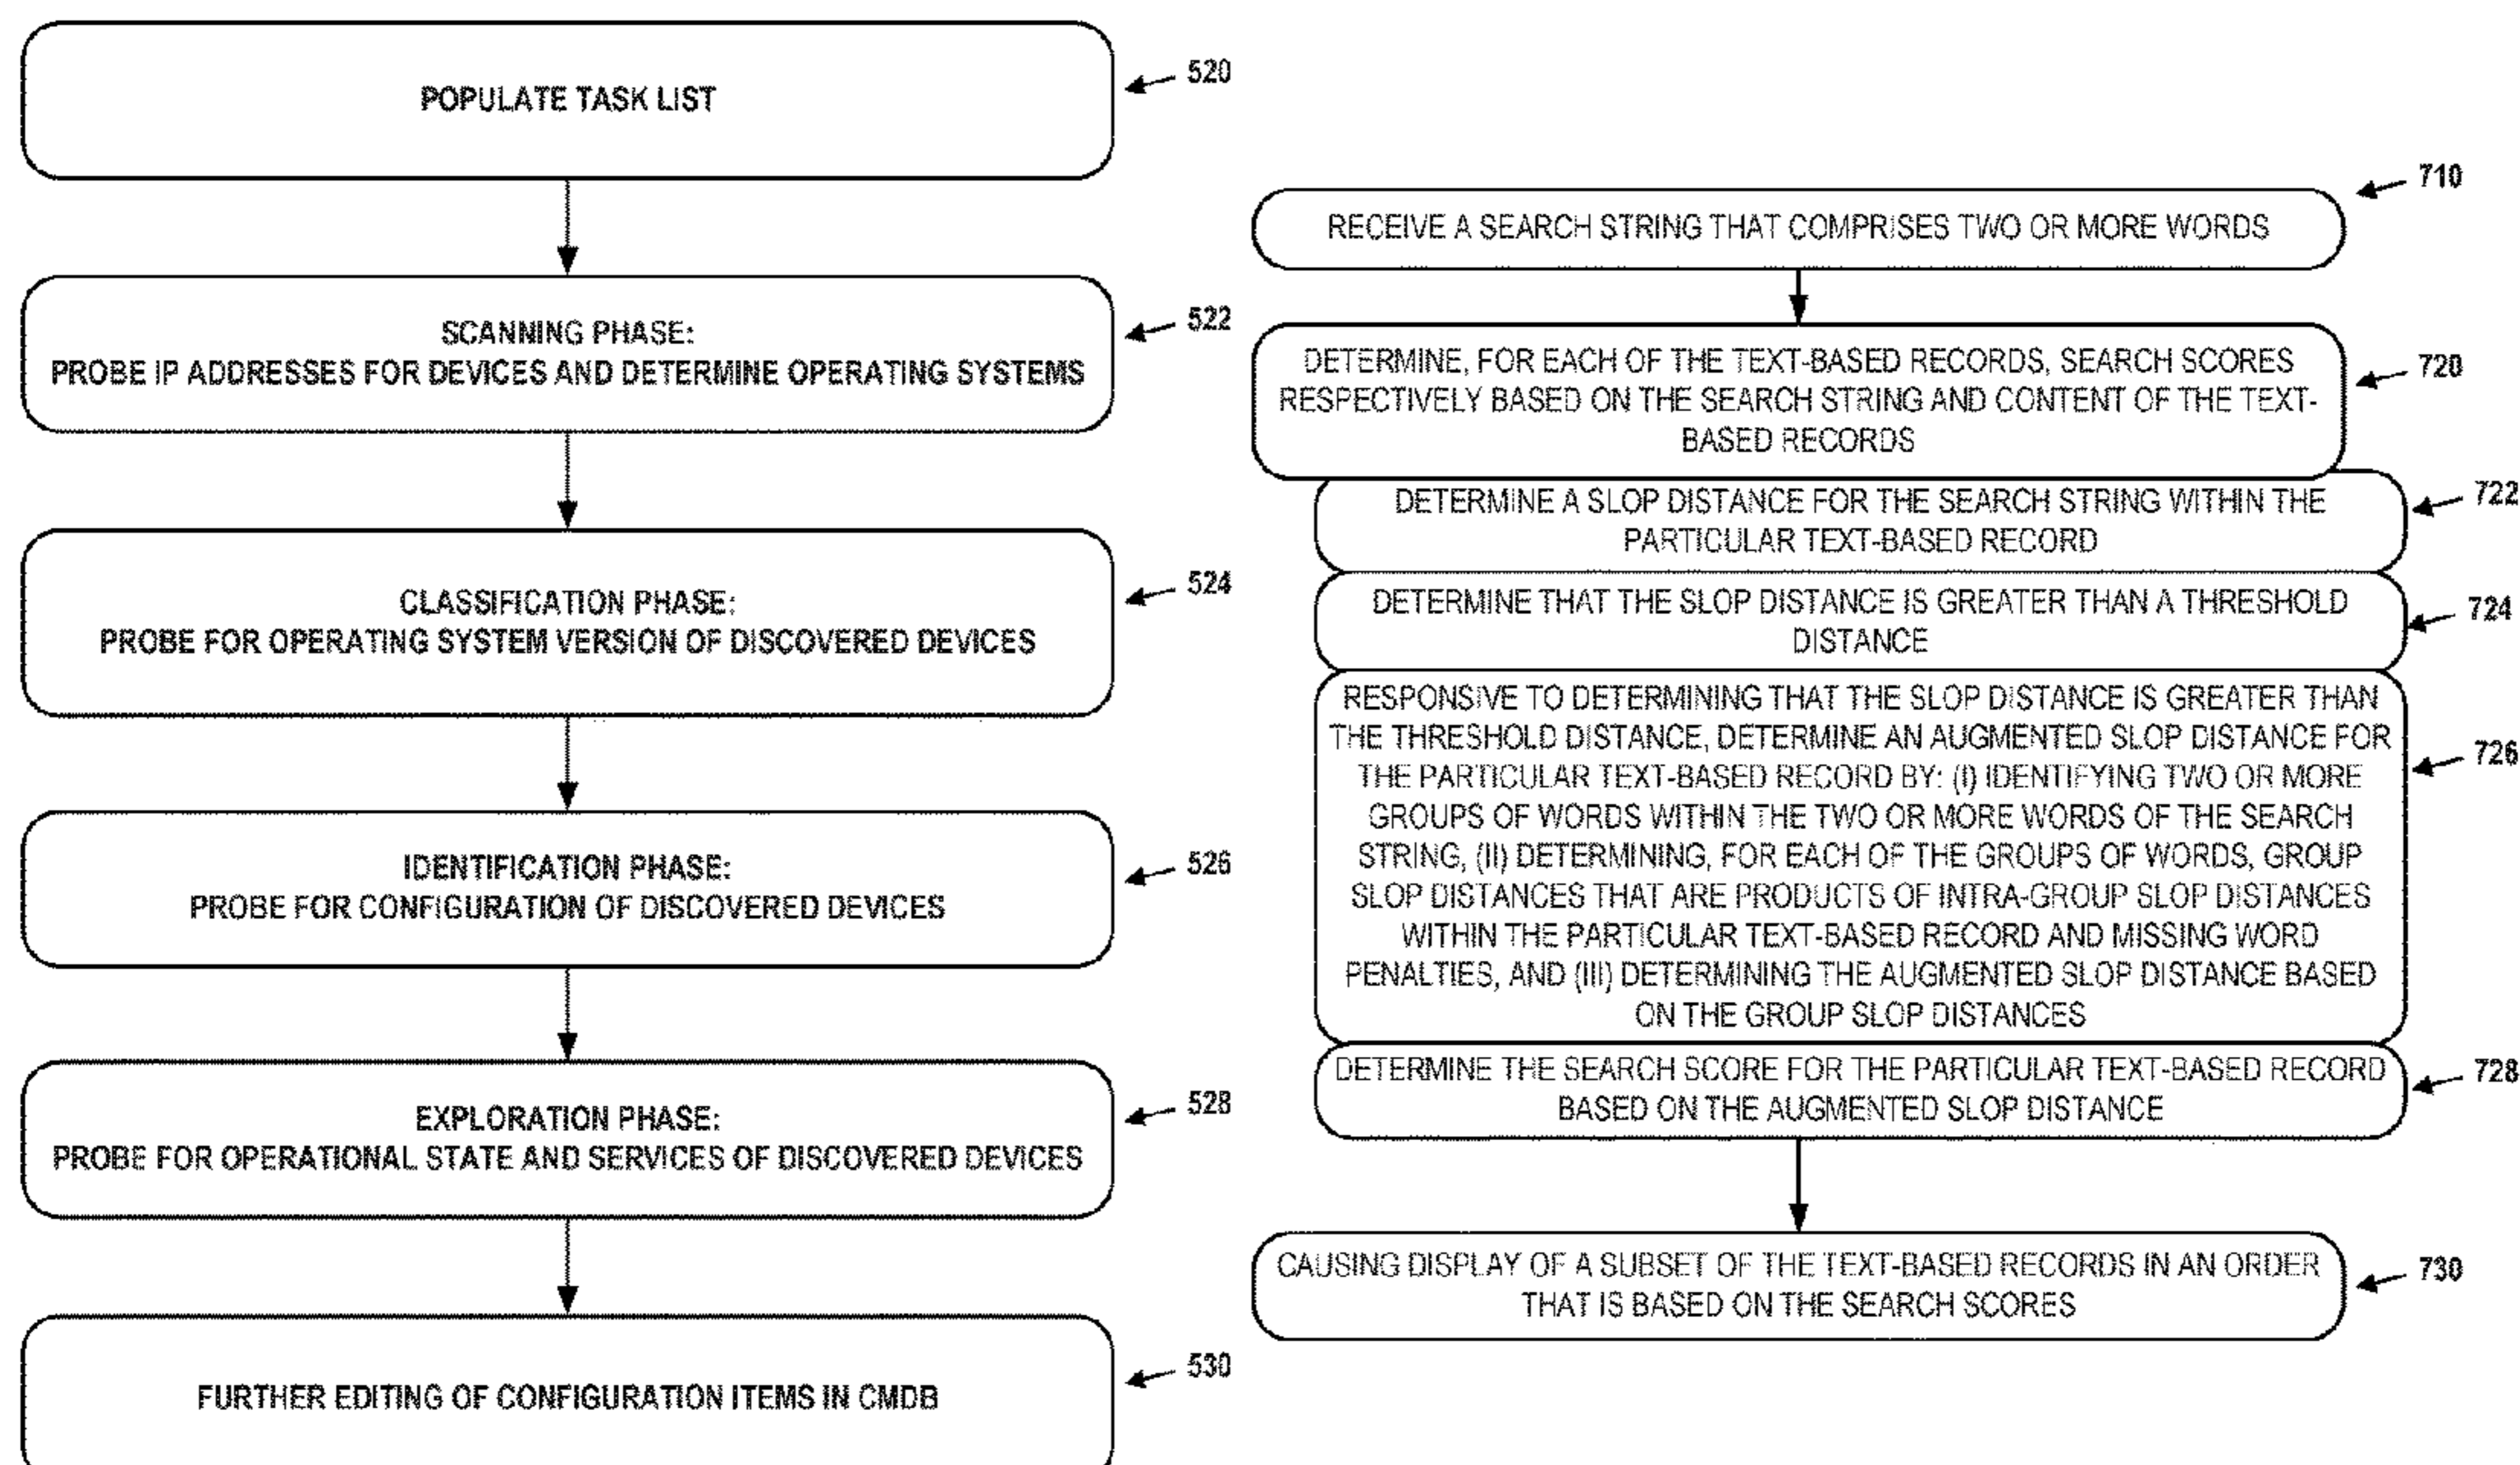 POPULATE TASK LIST
520
SCANNING PHASE:
PROBE IP ADDRESSES FOR DEVICES AND DETERMINE OPERATING SYSTEMS
522
CLASSIFICATION PHASE:
PROBE FOR OPERATING SYSTEM VERSION OF DISCOVERED DEVICES
524
IDENTIFICATION PHASE:
PROBE FOR CONFIGURATION OF DISCOVERED DEVICES
526
EXPLORATION PHASE:
PROBE FOR OPERATIONAL STATE AND SERVICES OF DISCOVERED DEVICES
528
FURTHER EDITING OF CONFIGURATION ITEMS IN CMDB
530
RECEIVE A SEARCH STRING THAT COMPRISES TWO OR MORE WORDS
710
DETERMINE, FOR EACH OF THE TEXT-BASED RECORDS, SEARCH SCORES
RESPECTIVELY BASED ON THE SEARCH STRING AND CONTENT OF THE TEXT-
BASED RECORDS
720
DETERMINE A SLOP DISTANCE FOR THE SEARCH STRING WITHIN THE
PARTICULAR TEXT-BASED RECORD
722
DETERMINE THAT THE SLOP DISTANCE IS GREATER THAN A THRESHOLD
DISTANCE
724
RESPONSIVE TO DETERMINING THAT THE SLOP DISTANCE IS GREATER THAN
THE THRESHOLD DISTANCE, DETERMINE AN AUGMENTED SLOP DISTANCE FOR
THE PARTICULAR TEXT-BASED RECORD BY: (I) IDENTIFYING TWO OR MORE
GROUPS OF WORDS WITHIN THE TWO OR MORE WORDS OF THE SEARCH
STRING, (II) DETERMINING, FOR EACH OF THE GROUPS OF WORDS, GROUP
SLOP DISTANCES THAT ARE PRODUCTS OF INTRA-GROUP SLOP DISTANCES
WITHIN THE PARTICULAR TEXT-BASED RECORD AND MISSING WORD
PENALTIES, AND (III) DETERMINING THE AUGMENTED SLOP DISTANCE BASED
ON THE GROUP SLOP DISTANCES
726
DETERMINE THE SEARCH SCORE FOR THE PARTICULAR TEXT-BASED RECORD
BASED ON THE AUGMENTED SLOP DISTANCE
728
CAUSING DISPLAY OF A SUBSET OF THE TEXT-BASED RECORDS IN AN ORDER
THAT IS BASED ON THE SEARCH SCORES
730